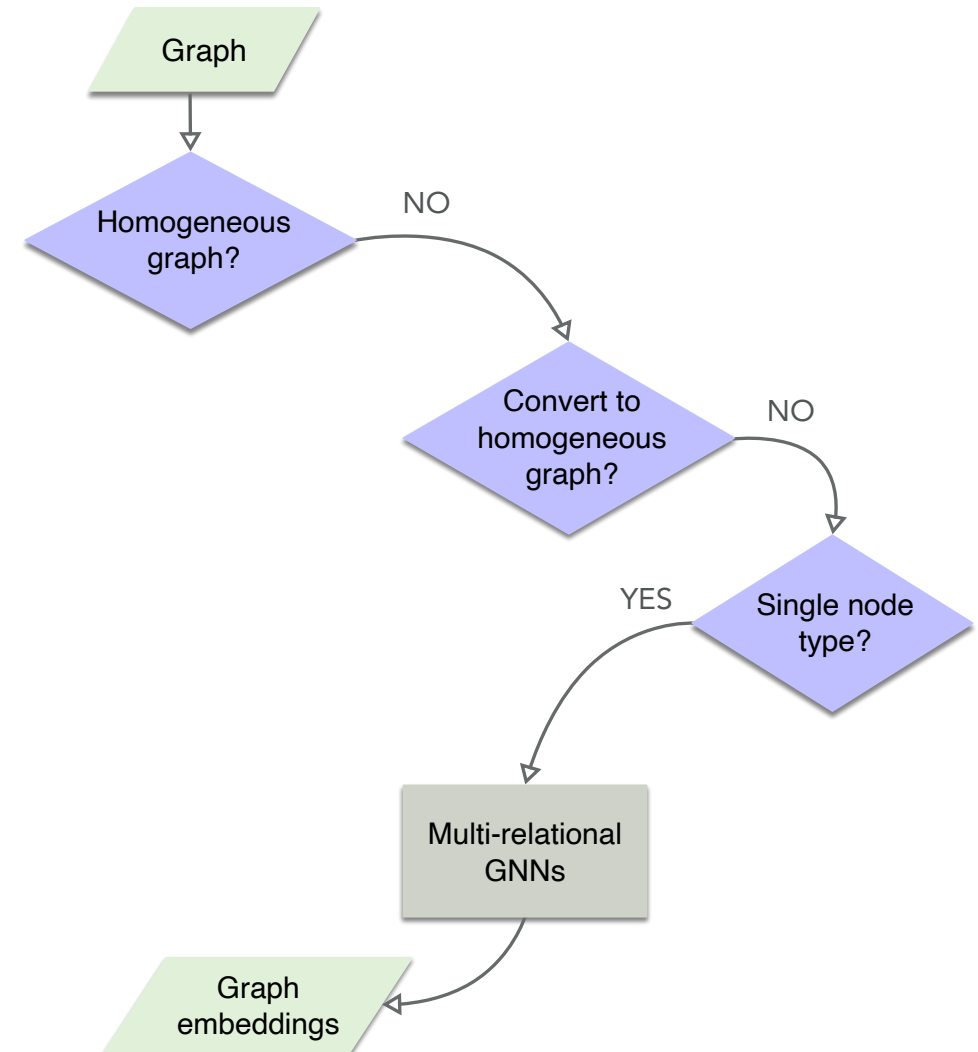 Graph
Homogeneous
graph?
NO
Convert to
homogeneous
graph?
NO
Single node
type?
YES
Multi-relational
GNNs
Graph
embeddings